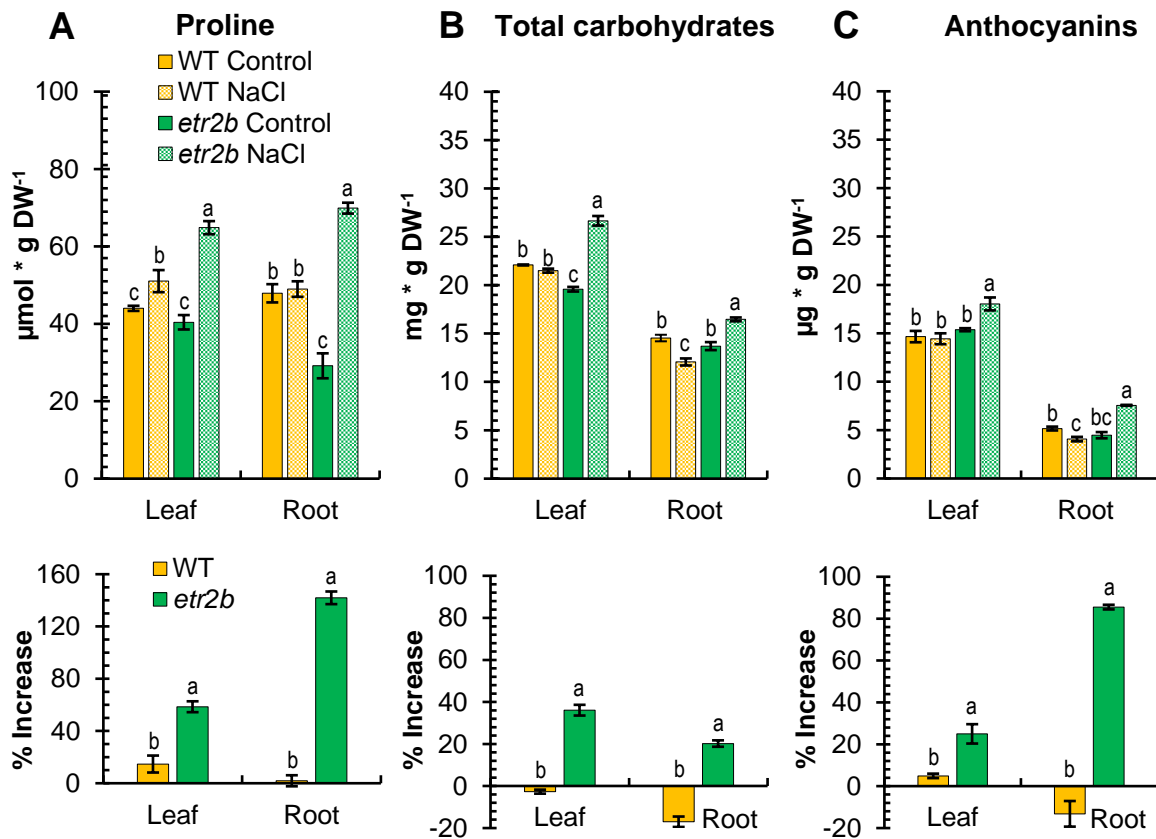 A Proline
WT Control
WT NaCl
etr2b Control
etr2b NaCl
100
80
60
40
20
0
µmol * g DW-1
c
b
c
a
b
b
c
a
Leaf Root
B Total carbohydrates
40
35
30
25
20
15
10
5
0
mg * g DW-1
b
b
c
a
b
c
b
a
Leaf Root
C Anthocyanins
40
35
30
25
20
15
10
5
0
µg * g DW-1
b
b
b
a
b
c
bc
a
Leaf Root
WT
etr2b
160
120
80
40
0
% Increase
b
a
b
a
Leaf Root
100
80
60
40
20
0
-20
% Increase
b
a
b
a
Leaf Root
100
80
60
40
20
0
-20
% Increase
b
a
b
a
Leaf Root